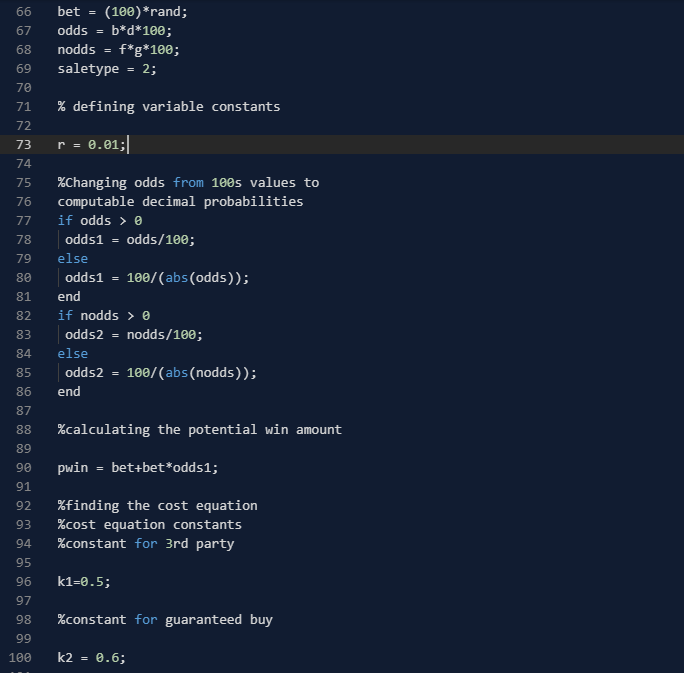 66 bet = (100)*rand;
67 odds = b*d*100;
68 nodds = f*g*100;
69 saletype = 2;
70
71 % defining variable constants
72
73 r = 0.01;
74
75 %Changing odds from 100s values to
76 computable decimal probabilities
77 if odds > 0
78 odds1 = odds/100;
79 else
80 odds1 = 100/(abs(odds));
81 end
82 if nodds > 0
83 odds2 = nodds/100;
84 else
85 odds2 = 100/(abs(nodds));
86 end
87
88 %calculating the potential win amount
89
90 pwin = bet+bet*odds1;
91
92 %finding the cost equation
93 %cost equation constants
94 %constant for 3rd party
95
96 k1=0.5;
97
98 %constant for guaranteed buy
99
100 k2 = 0.6;